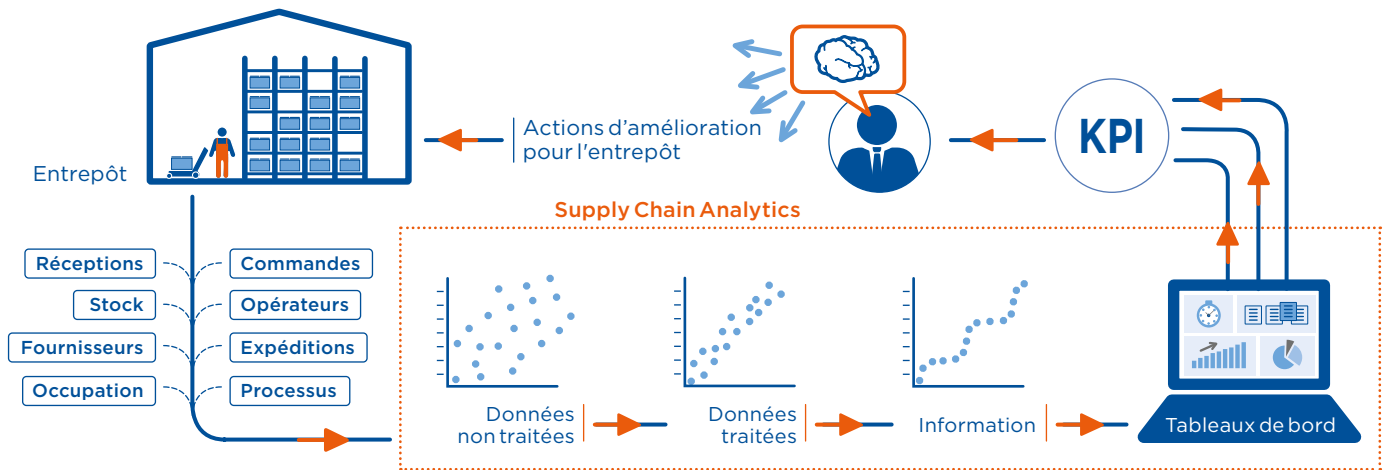 Entrepôt
Actions d'amélioration
pour l'entrepôt
KPI
Supply Chain Analytics
Réceptions
Commandes
Stock
Opérateurs
Fournisseurs
Expéditions
Occupation
Processus
Données
non traitées
Données
traitées
Information
Tableaux de bord